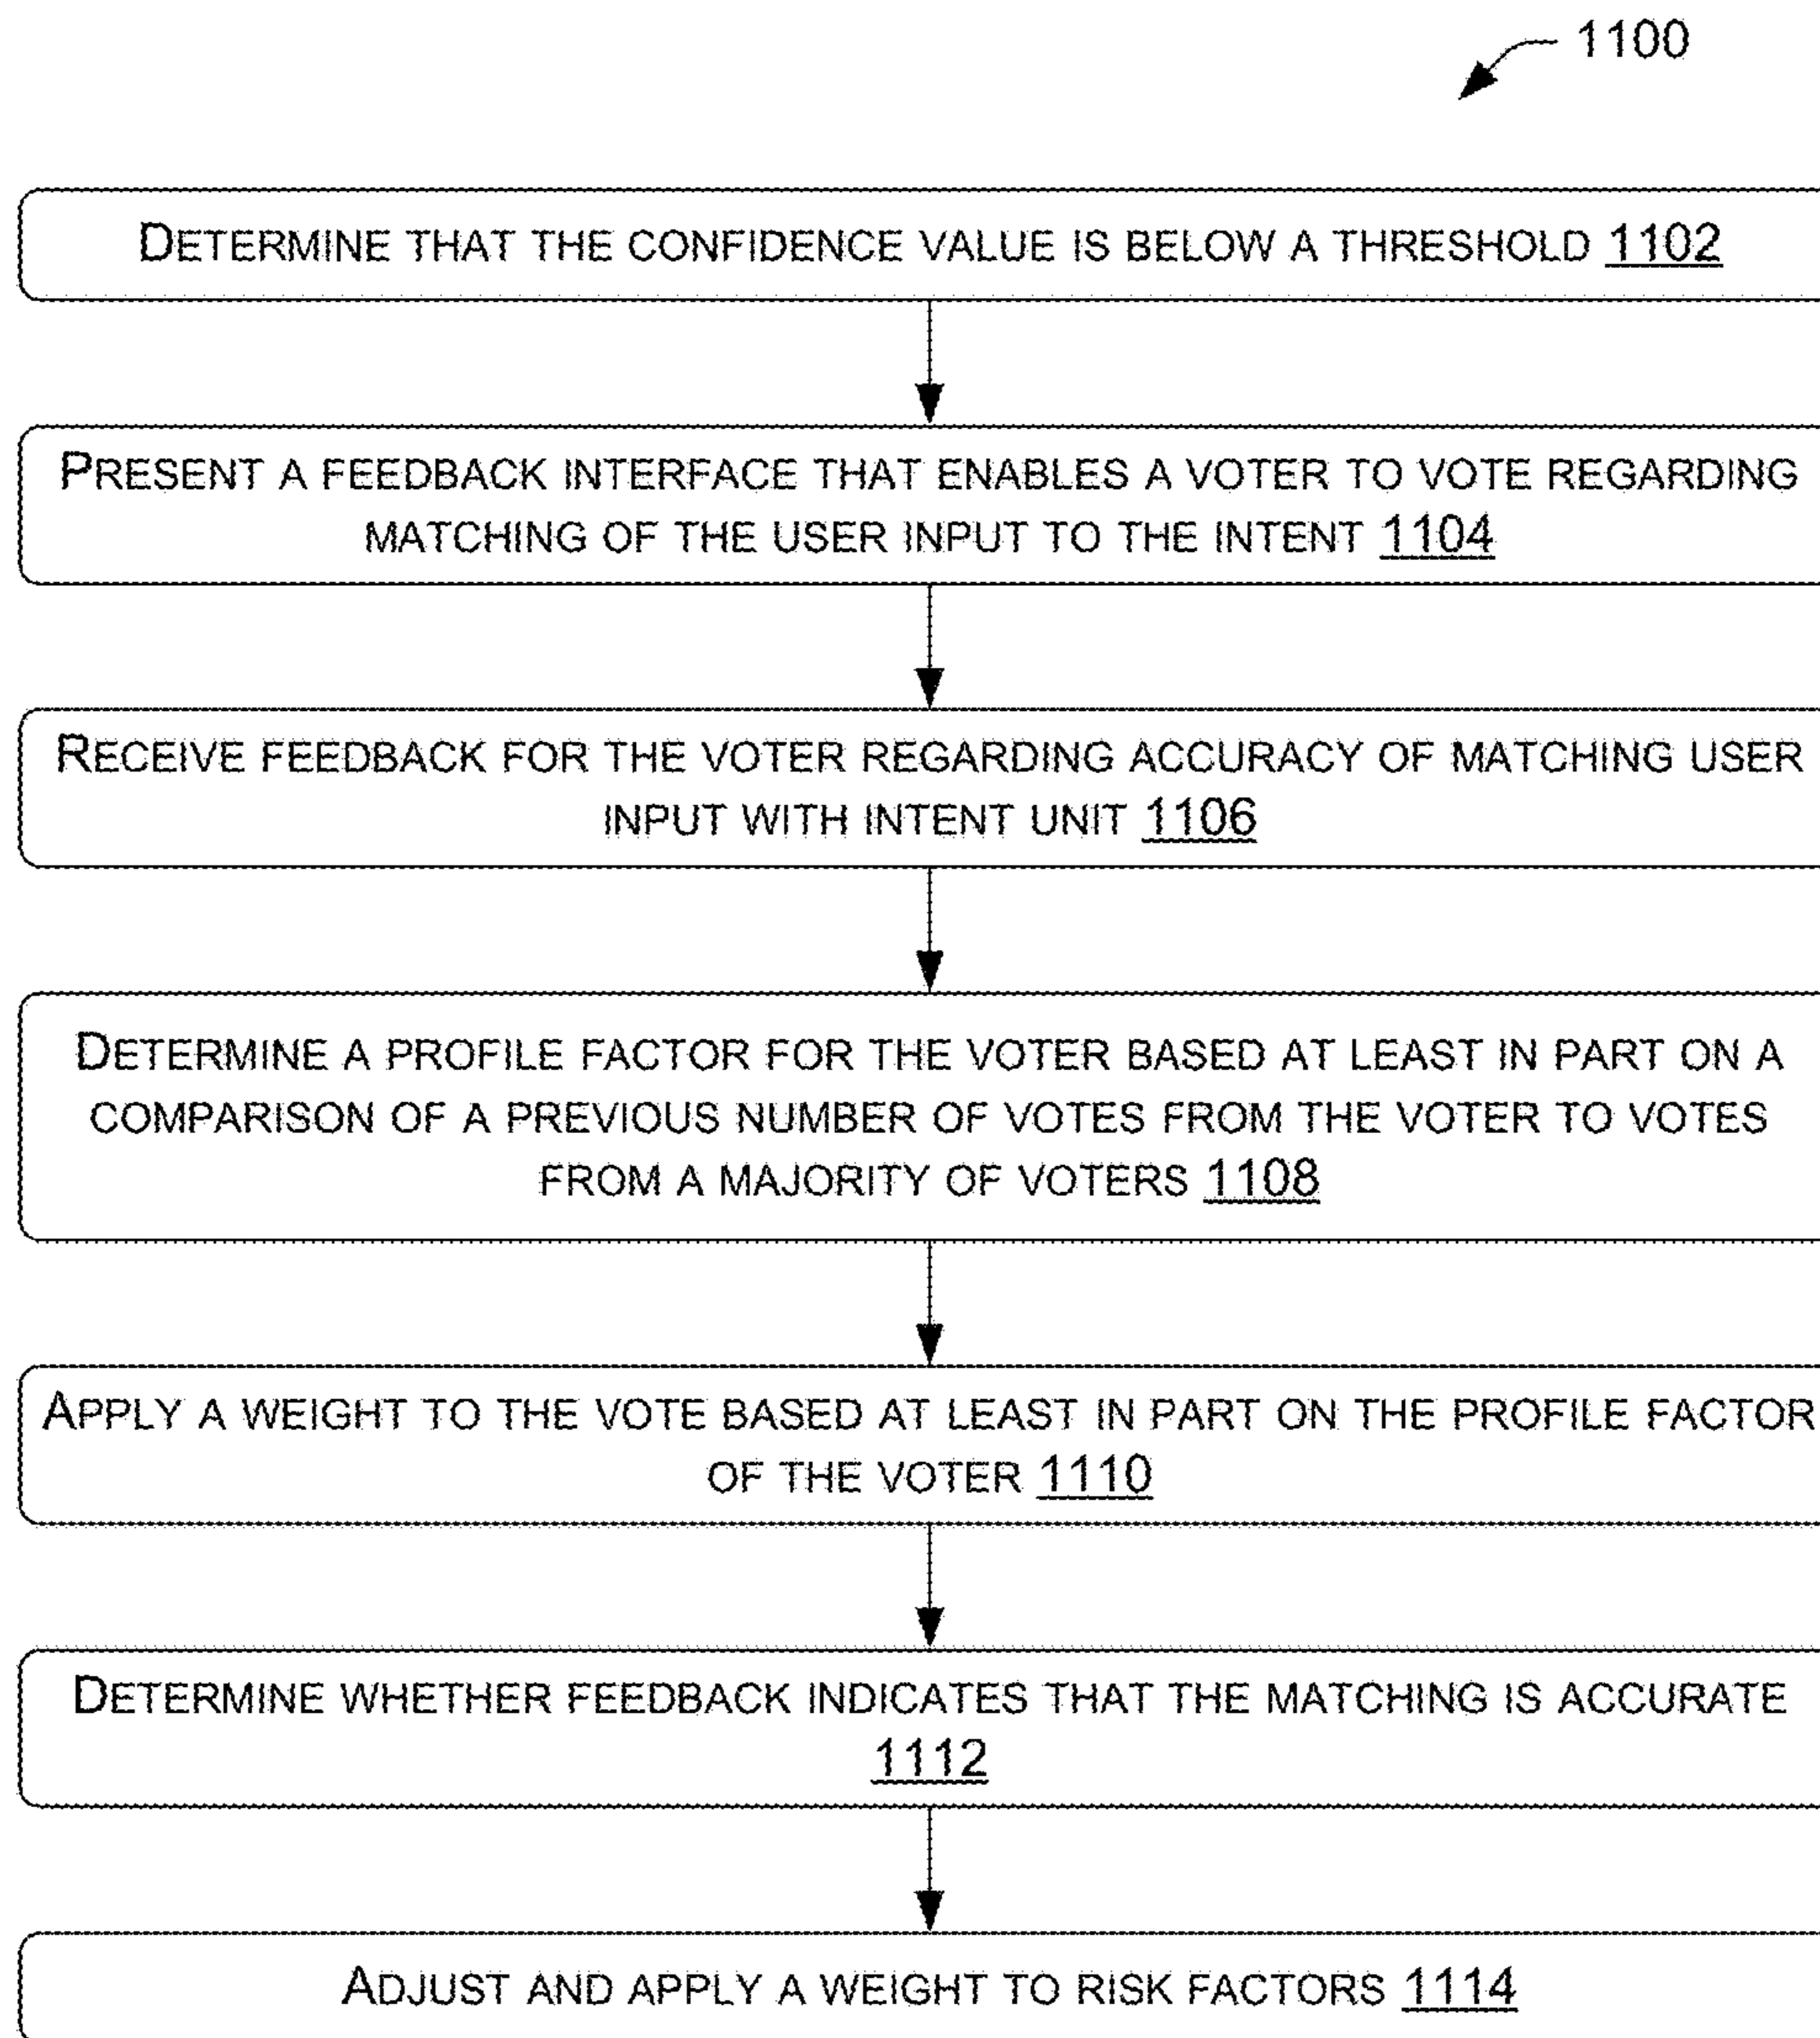 1100
DETERMINE THAT THE CONFIDENCE VALUE IS BELOW A THRESHOLD 1102
PRESENT A FEEDBACK INTERFACE THAT ENABLES A VOTER TO VOTE REGARDING
MATCHING OF THE USER INPUT TO THE INTENT 1104
RECEIVE FEEDBACK FOR THE VOTER REGARDING ACCURACY OF MATCHING USER
INPUT WITH INTENT UNIT 1106
DETERMINE A PROFILE FACTOR FOR THE VOTER BASED AT LEAST IN PART ON A
COMPARISON OF A PREVIOUS NUMBER OF VOTES FROM THE VOTER TO VOTES
FROM A MAJORITY OF VOTERS 1108
APPLY A WEIGHT TO THE VOTE BASED AT LEAST IN PART ON THE PROFILE FACTOR
OF THE VOTER 1110
DETERMINE WHETHER FEEDBACK INDICATES THAT THE MATCHING IS ACCURATE
1112
ADJUST AND APPLY A WEIGHT TO RISK FACTORS 1114